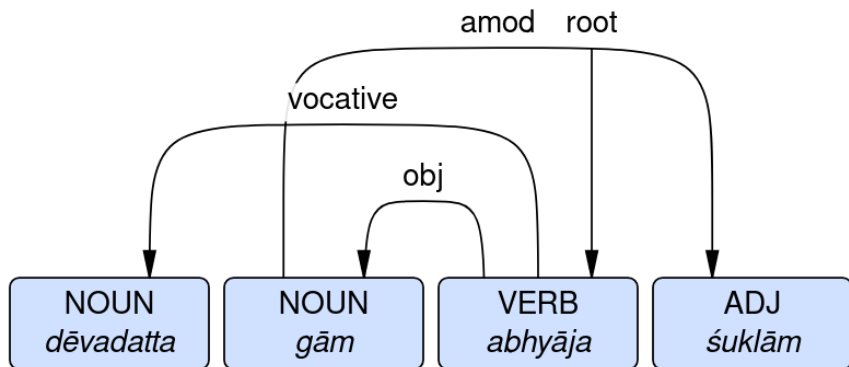 amod root
vocative
obj
NOUN NOUN VERB ADJ
dēvadatta gām abhyāja śuklām